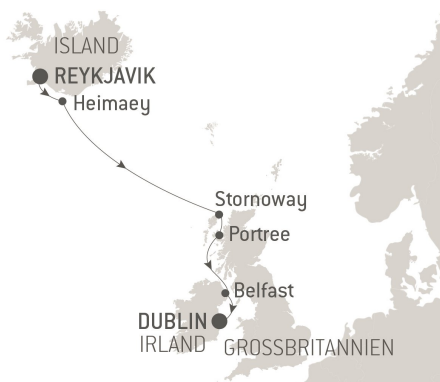 ISLAND
REYKJAVIK
Heimaey
Stornoway
Portree
Belfast
DUBLIN
IRLAND
GROSSBRITANNIEN